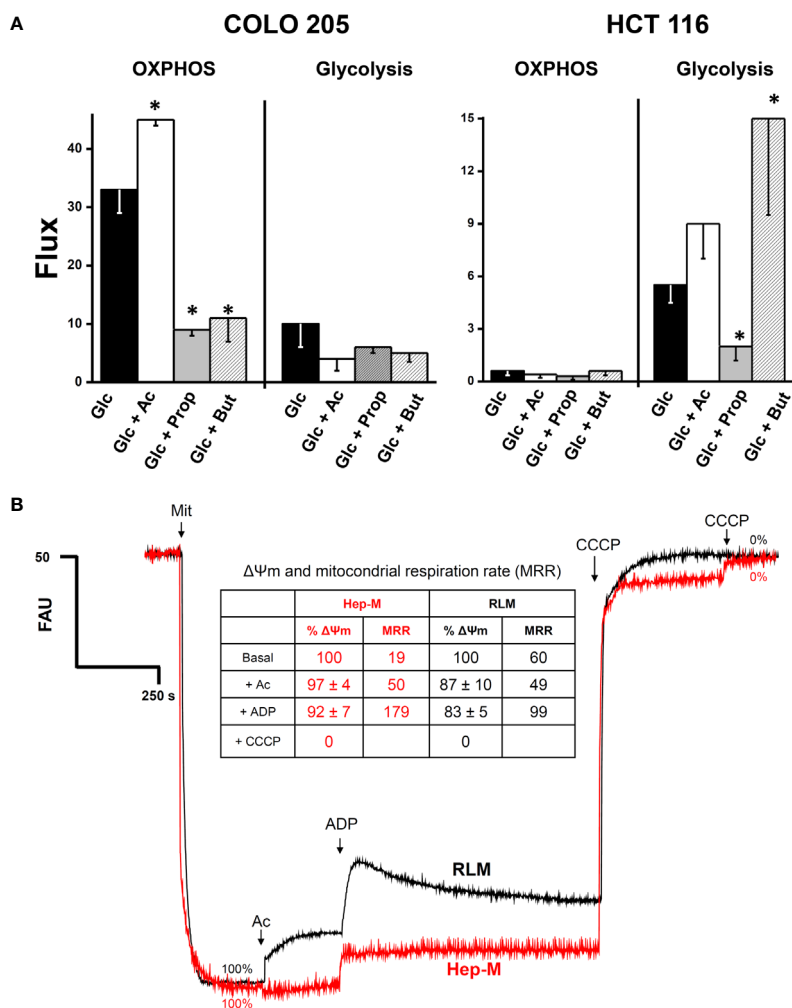 A
COLO 205
HCT 116
OXPHOS
Glycolysis
OXPHOS
Glycolysis
Flux
40
30
20
10
0
*
*
*
15
12
9
6
3
0
*
*
Glc
Glc + Ac
Glc + Prop
Glc + But
Glc
Glc + Ac
Glc + Prop
Glc + But
Glc
Glc + Ac
Glc + Prop
Glc + But
Glc
Glc + Ac
Glc + Prop
Glc + But
B
Mit
50
FAU
250 s
ΔΨm and mitocondrial respiration rate (MRR)
Hep-M RLM
% ΔΨm MRR % ΔΨm MRR
Basal 100 19 100 60
+ Ac 97 ± 4 50 87 ± 10 49
+ ADP 92 ± 7 179 83 ± 5 99
+ CCCP 0 0
CCCP
CCCP
0%
0%
ADP
RLM
Ac
Hep-M
100%
100%